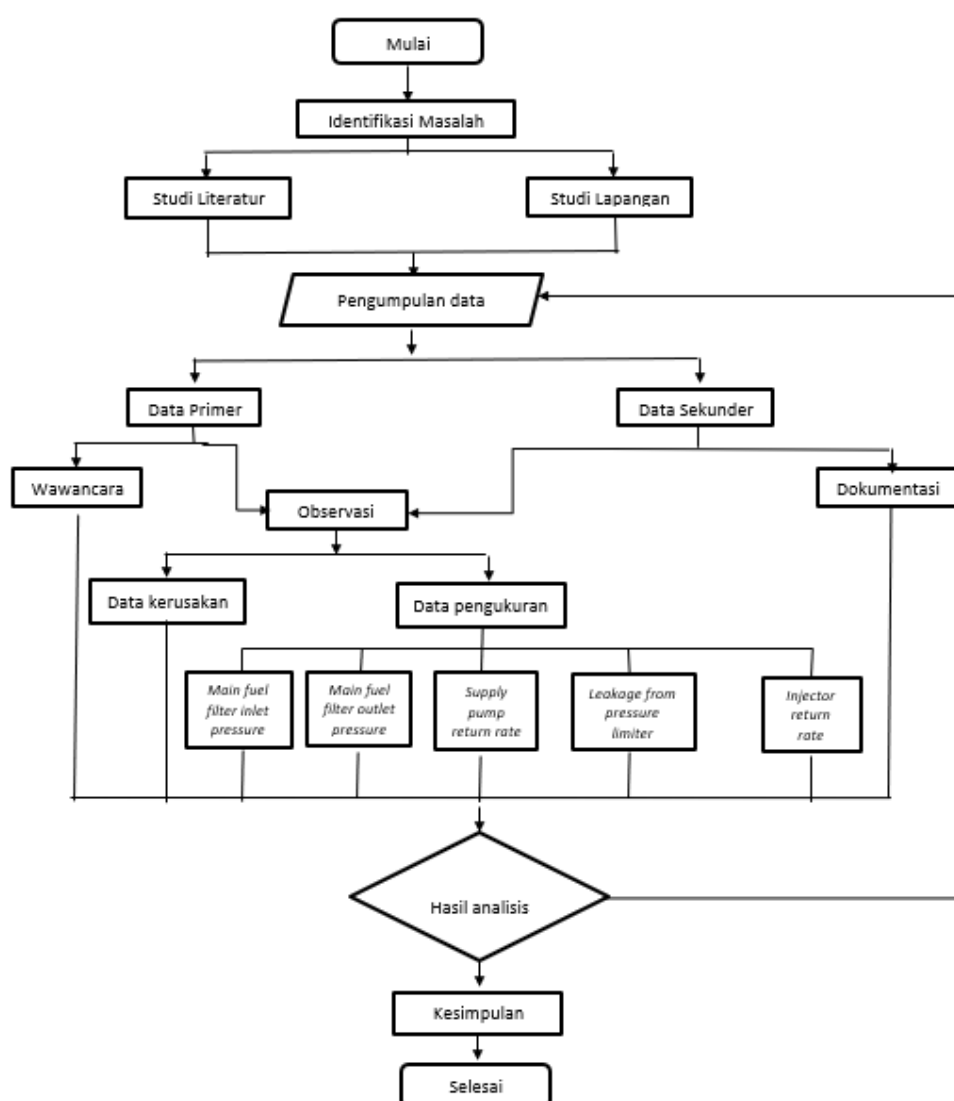 Mulai
Identifikasi Masalah
Studi Literatur
Studi Lapangan
Pengumpulan data
Data Primer
Data Sekunder
Wawancara
Observasi
Dokumentasi
Data kerusakan
Data pengukuran
Main fuel
filter inlet
pressure
Main fuel
filter outlet
pressure
Supply
pump
return rate
Leakage from
pressure
limiter
Injector
return
rate
Hasil analisis
Kesimpulan
Selesai